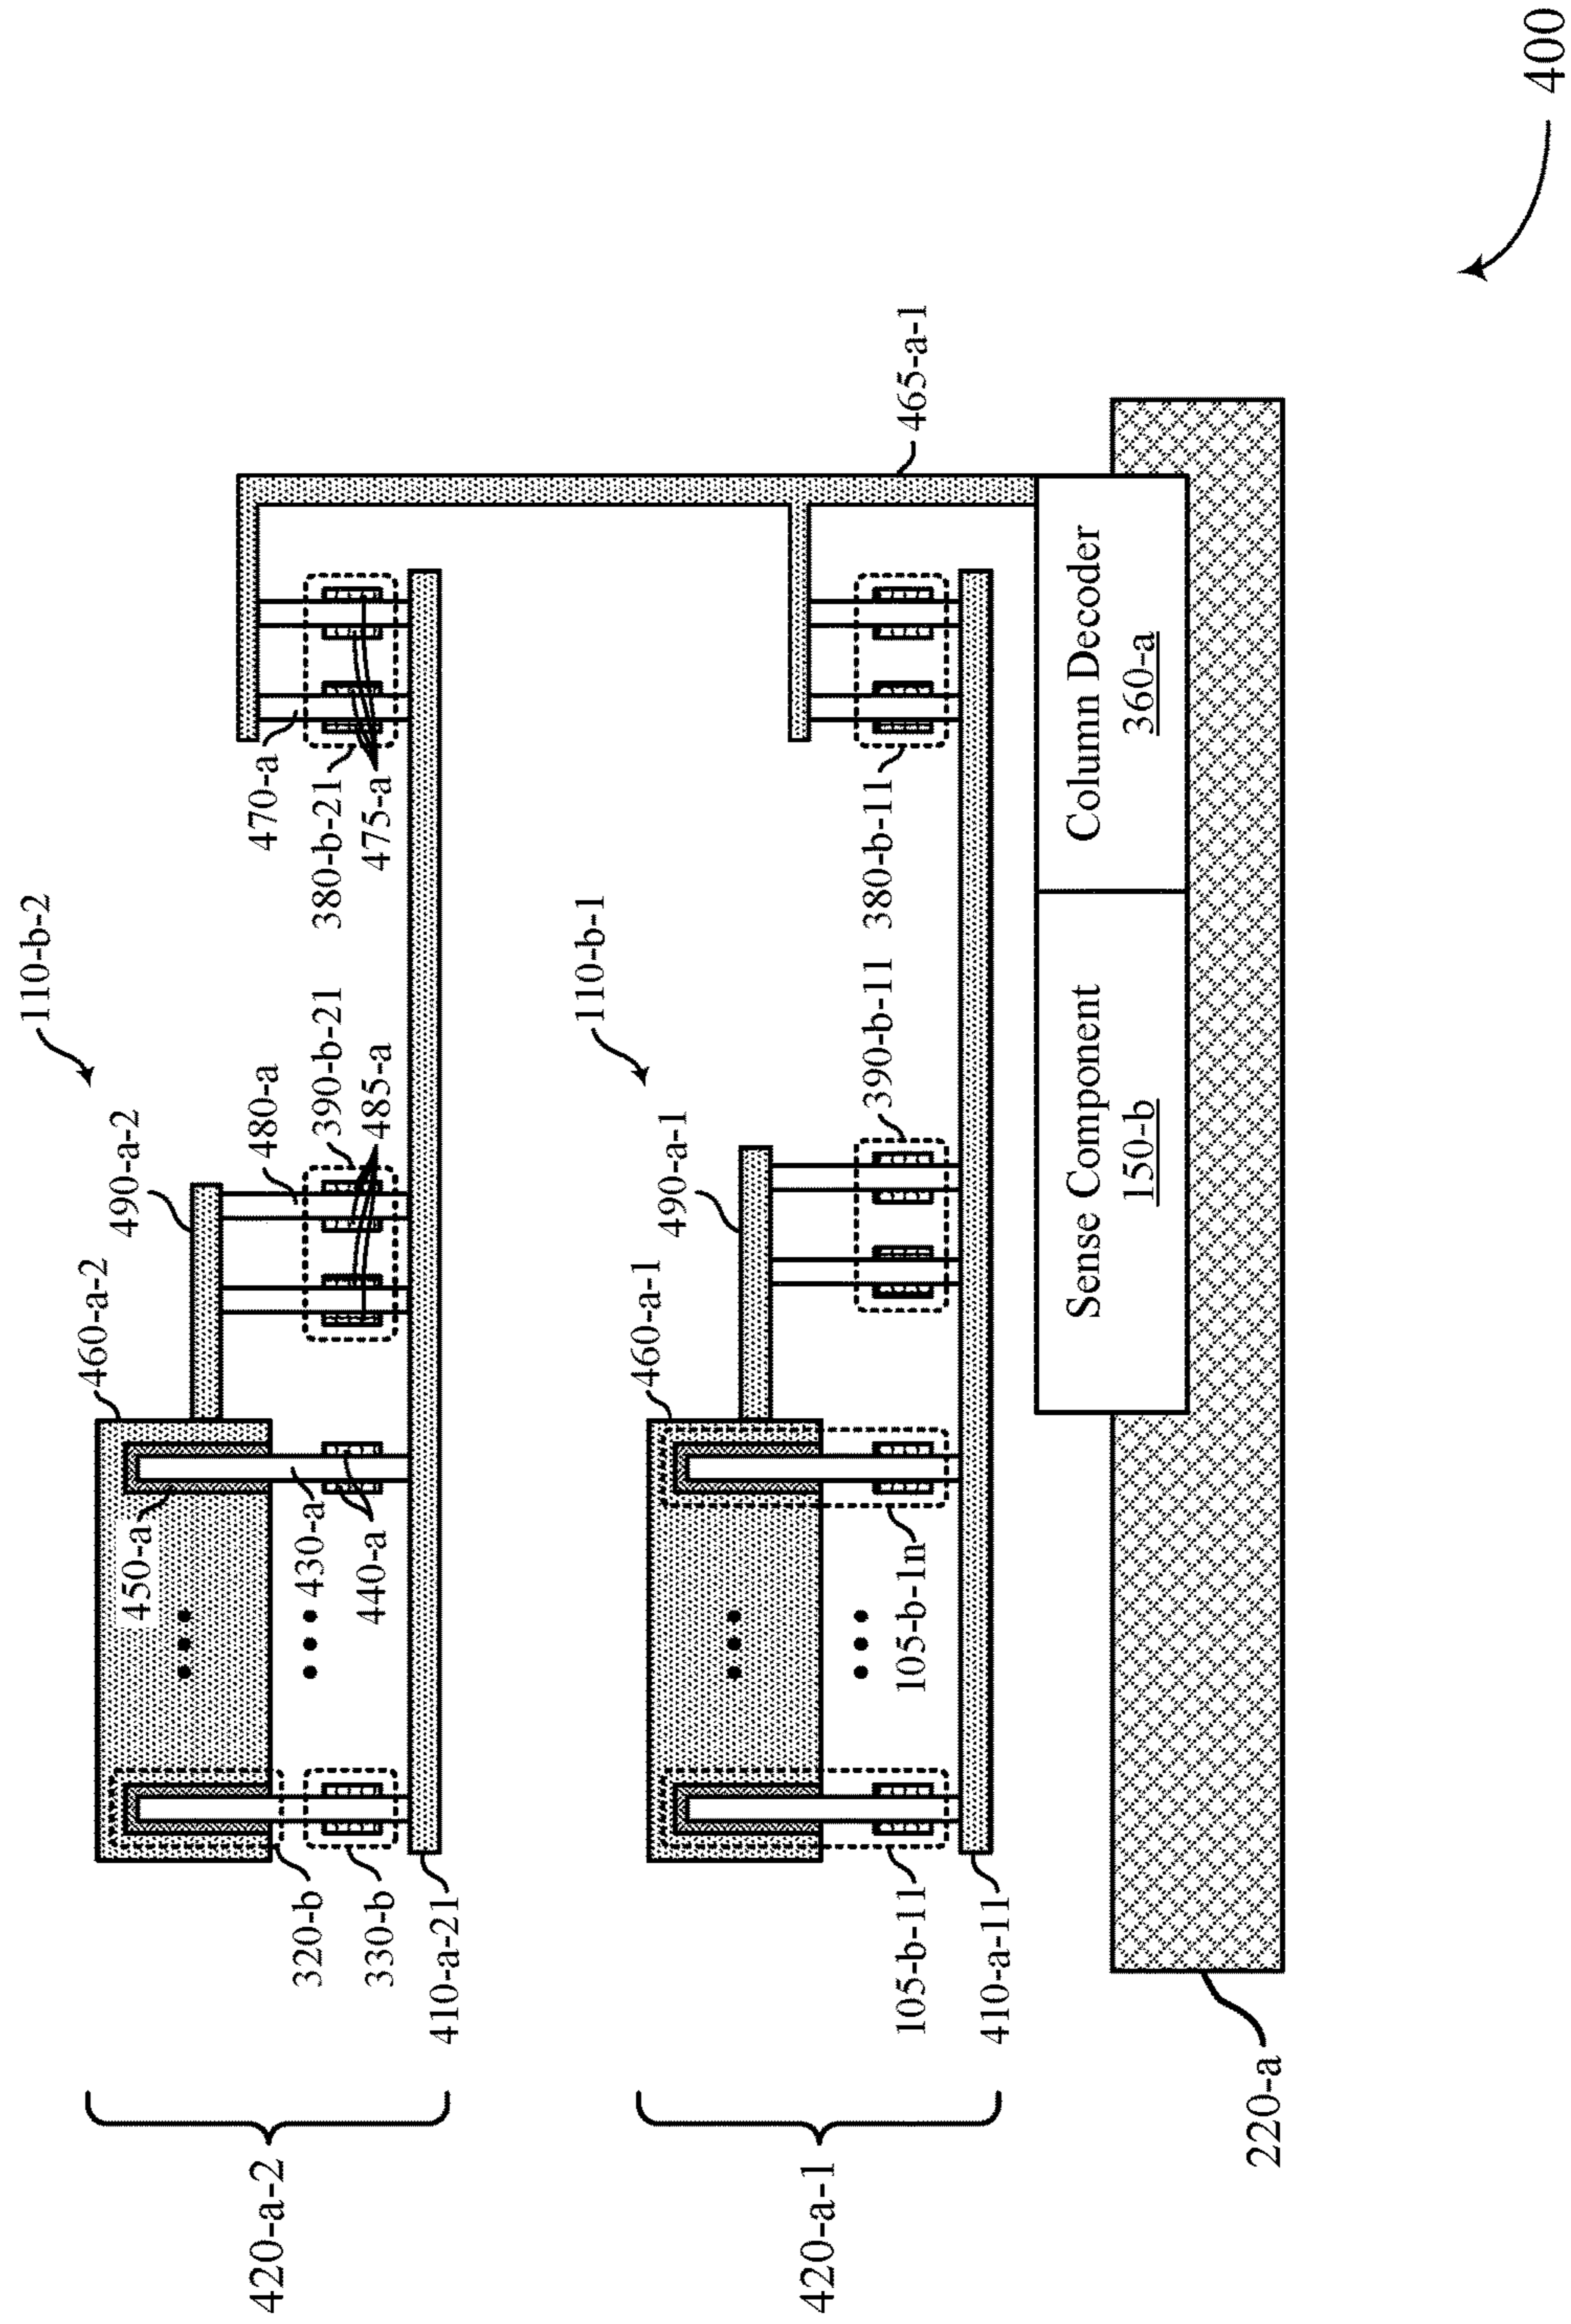 110-b-2
460-a-2
490-a-2
480-a
390-b-21
485-a
470-a
380-b-21
475-a
450-a
430-a
440-a
320-b
330-b
410-a-21
420-a-2
110-b-1
460-a-1
490-a-1
390-b-11
380-b-11
465-a-1
105-b-11
105-b-1n
410-a-11
420-a-1
Sense Component
150-b
Column Decoder
360-a
220-a
400